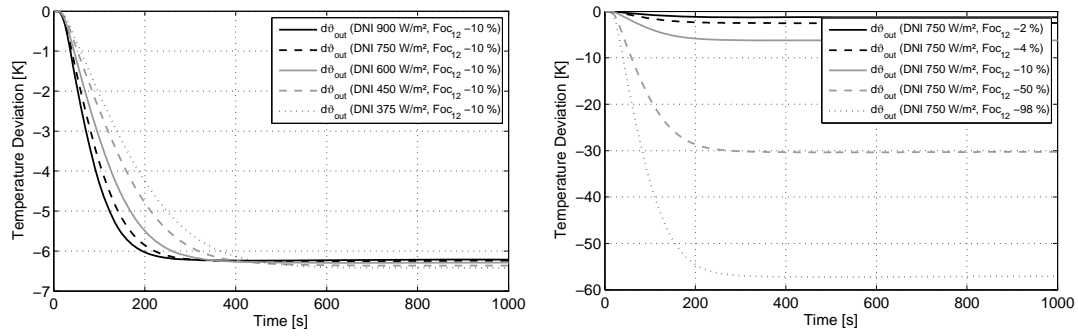 0
−1
−2
−3
−4
−5
−6
−7
Temperature Deviation [K]
0 200 400 600 800 1000
Time [s]
dϑout (DNI 900 W/m², Foc12 −10 %)
dϑout (DNI 750 W/m², Foc12 −10 %)
dϑout (DNI 600 W/m², Foc12 −10 %)
dϑout (DNI 450 W/m², Foc12 −10 %)
dϑout (DNI 375 W/m², Foc12 −10 %)
0
−10
−20
−30
−40
−50
−60
Temperature Deviation [K]
0 200 400 600 800 1000
Time [s]
dϑout (DNI 750 W/m², Foc12 −2 %)
dϑout (DNI 750 W/m², Foc12 −4 %)
dϑout (DNI 750 W/m², Foc12 −10 %)
dϑout (DNI 750 W/m², Foc12 −50 %)
dϑout (DNI 750 W/m², Foc12 −98 %)